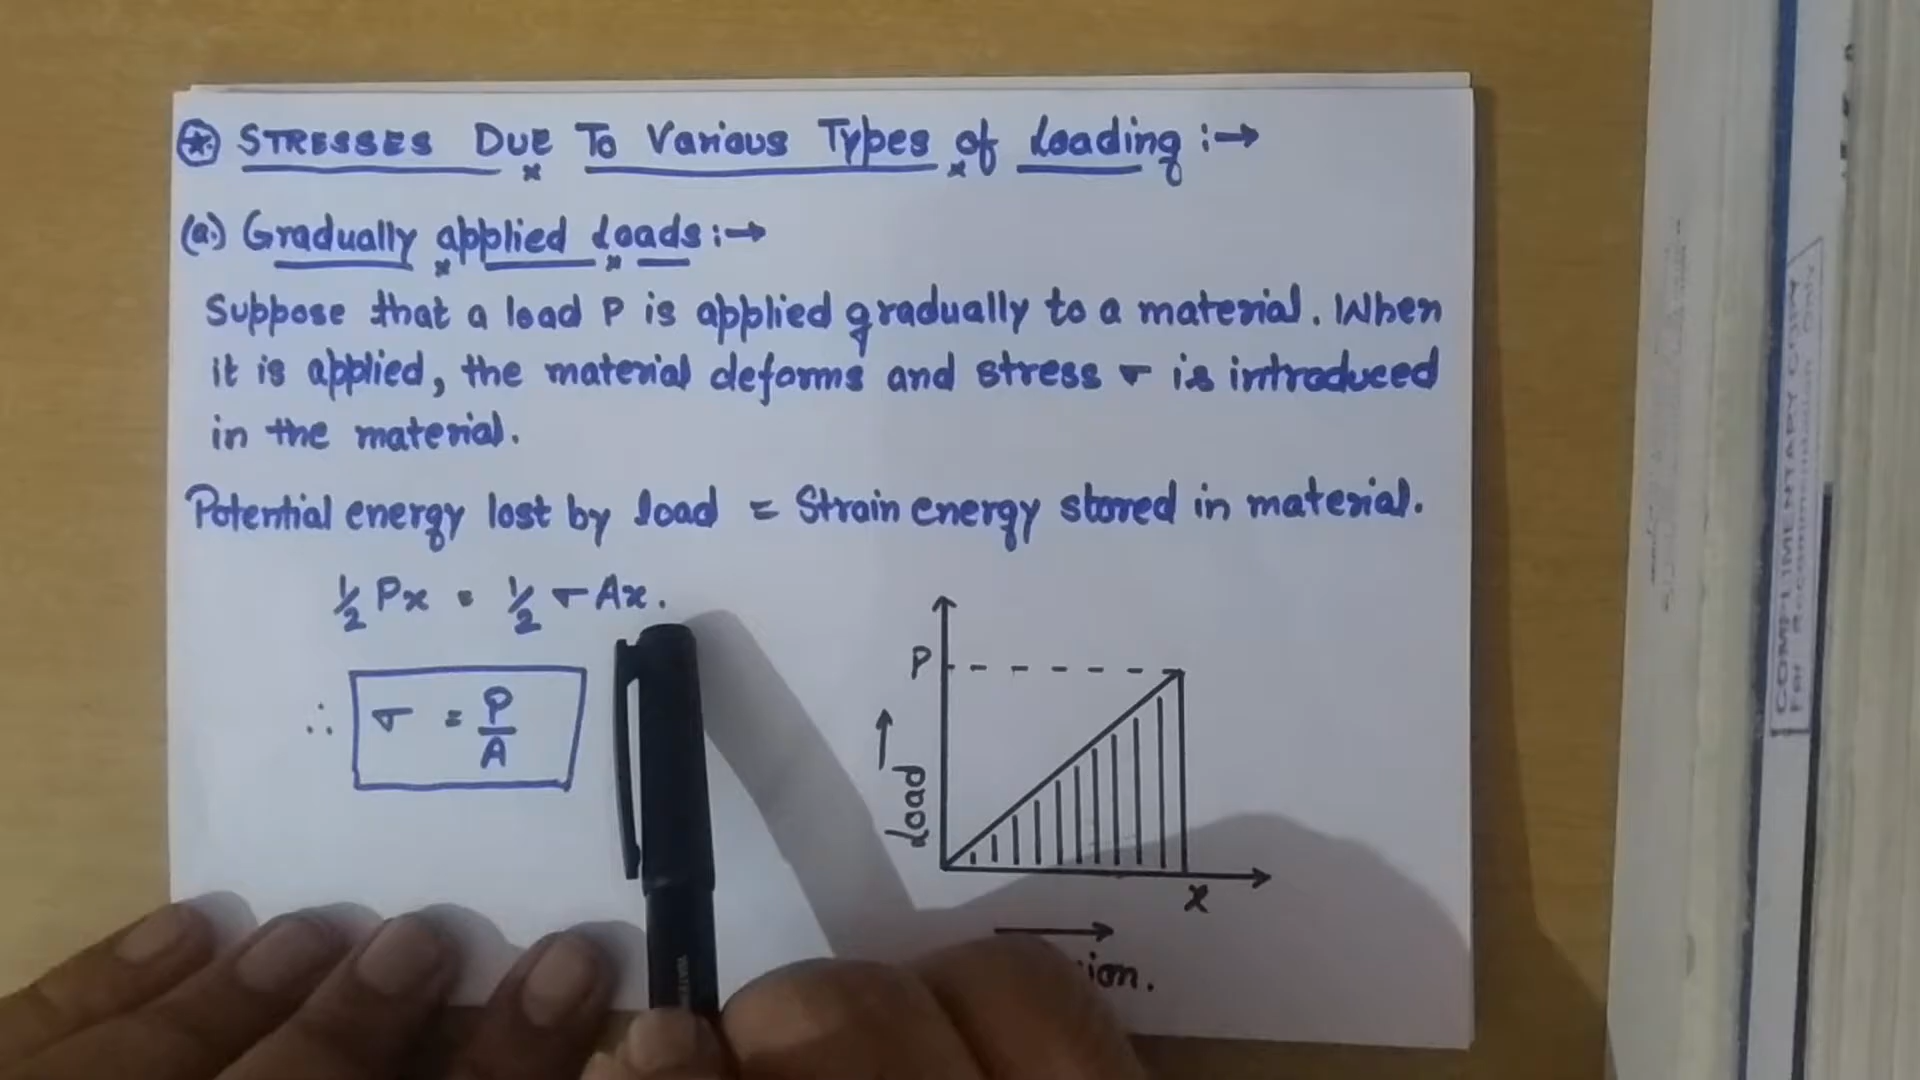 STRESSES DUE TO Various Types of Loading :→
(a.) Gradually applied Loads :→
Suppose that a load P is applied gradually to a material. When
it is applied, the material deforms and stress σ is introduced
in the material.
Potential energy lost by load = Strain energy stored in material.
½ Px = ½ σ Ax.
∴ σ = P/A
P
Load →
x
→
COMPLIMENTARY COPY